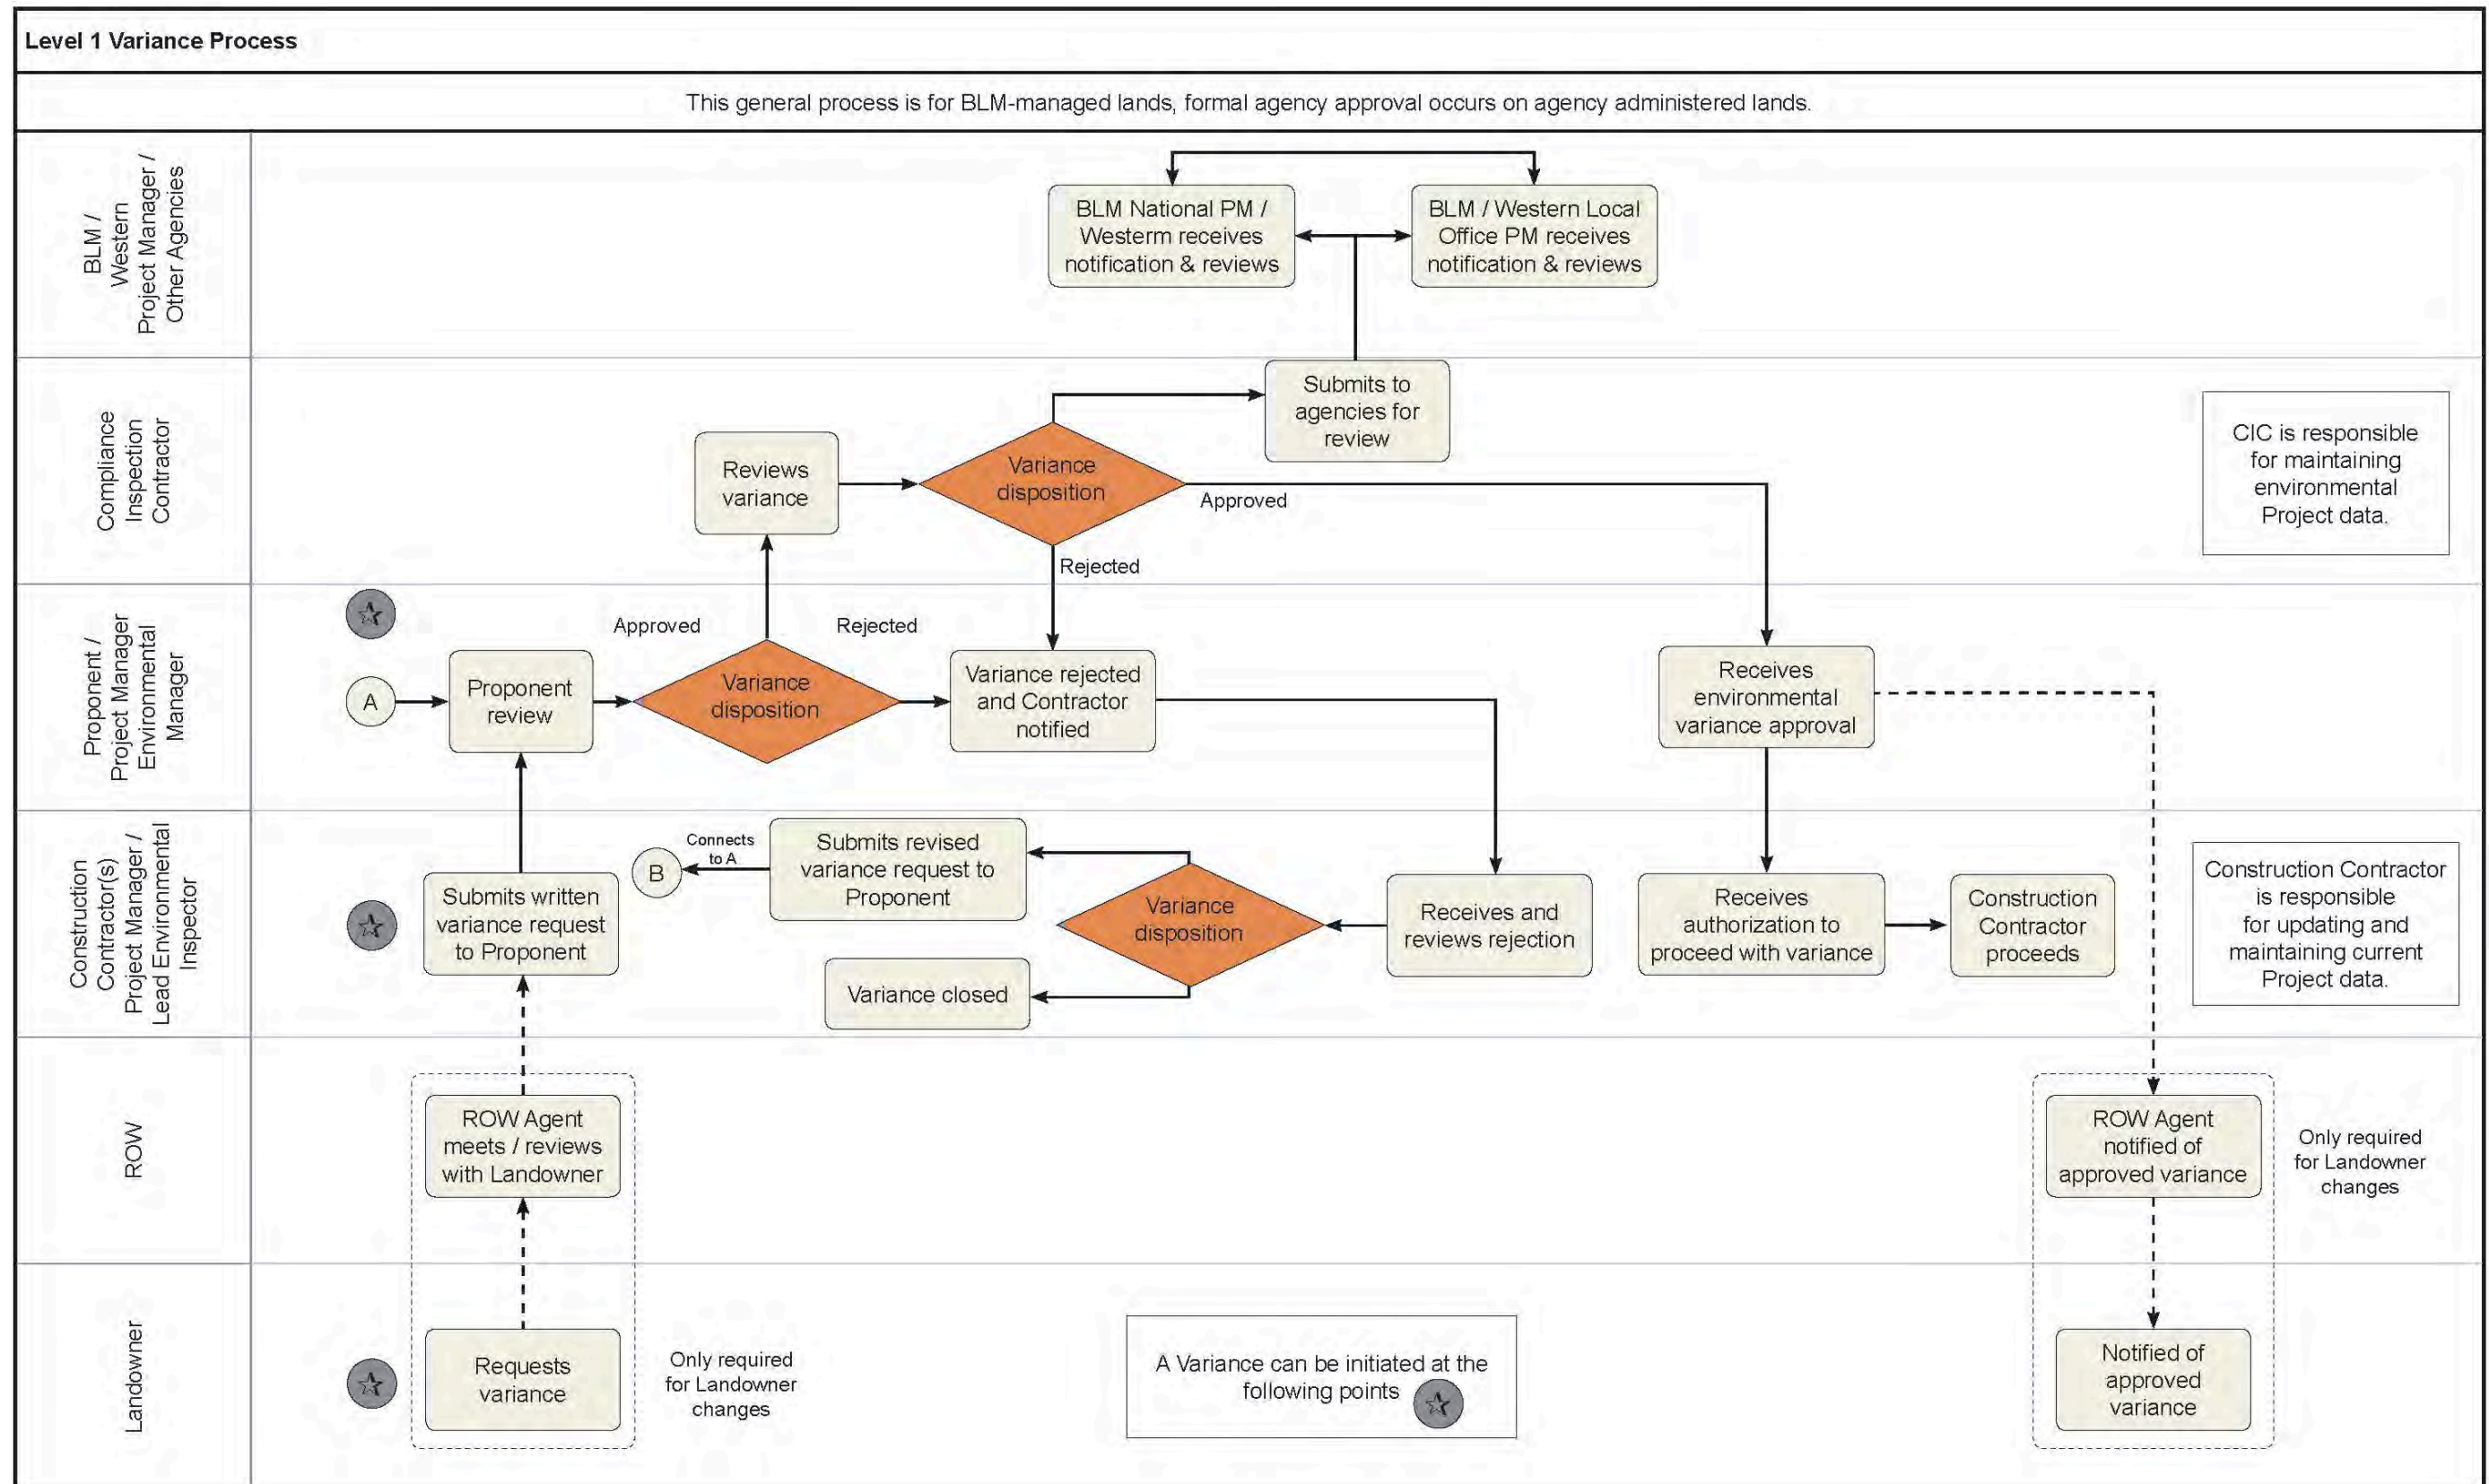 Level 1 Variance Process
This general process is for BLM-managed lands, formal agency approval occurs on agency administered lands.
BLM /
Western
Project Manager /
Other Agencies
BLM National PM /
Westerm receives
notification & reviews
BLM / Western Local
Office PM receives
notification & reviews
Compliance
Inspection
Contractor
Submits to
agencies for
review
Reviews
variance
Variance
disposition
Approved
Rejected
CIC is responsible
for maintaining
environmental
Project data.
Proponent /
Project Manager
Environmental
Manager
A
Proponent
review
Approved
Rejected
Variance
disposition
Variance rejected
and Contractor
notified
Receives
environmental
variance approval
Construction
Contractor(s)
Project Manager /
Lead Environmental
Inspector
Submits written
variance request
to Proponent
B
Connects
to A
Submits revised
variance request to
Proponent
Variance closed
Variance
disposition
Receives and
reviews rejection
Receives
authorization to
proceed with variance
Construction
Contractor
proceeds
Construction Contractor
is responsible
for updating and
maintaining current
Project data.
ROW
ROW Agent
meets / reviews
with Landowner
ROW Agent
notified of
approved variance
Only required
for Landowner
changes
Landowner
Requests
variance
Only required
for Landowner
changes
A Variance can be initiated at the
following points
Notified of
approved
variance